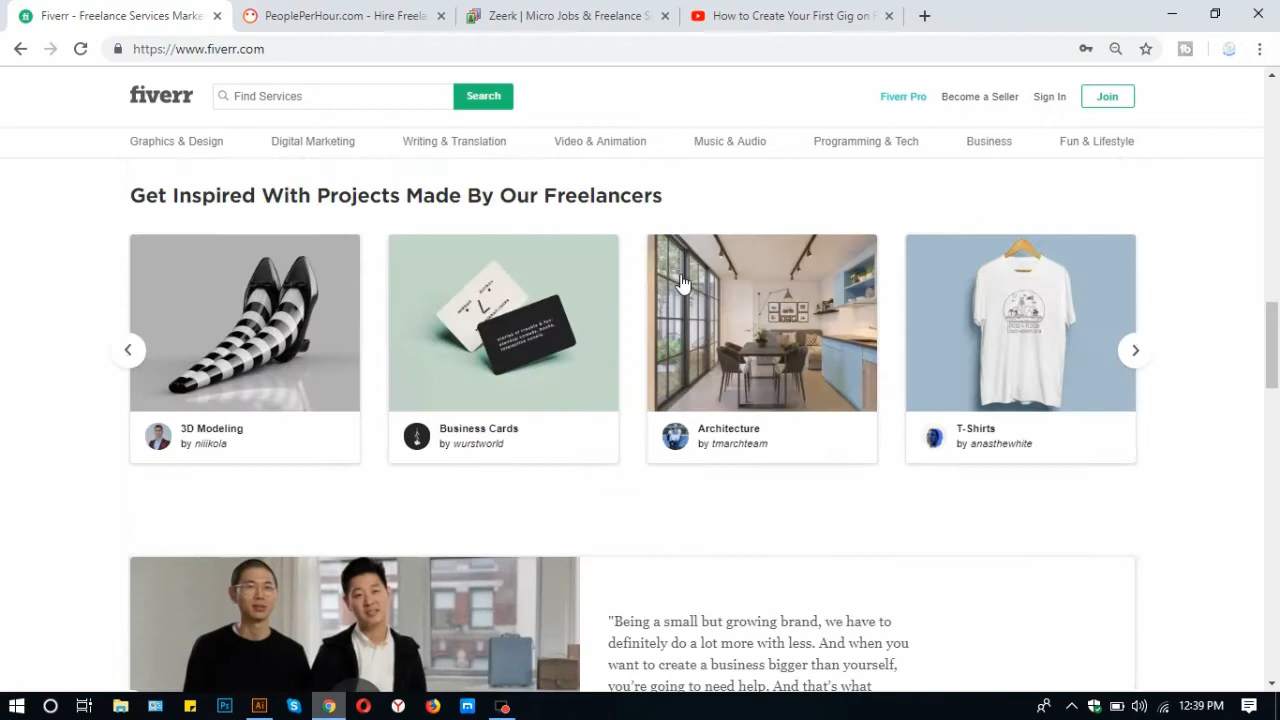 Fiverr - Freelance Services Marke
PeoplePerHour.com - Hire Freela
Zeerk | Micro Jobs & Freelance S
How to Create Your First Gig on F
https://www.fiverr.com
fiverr
Find Services
Search
Fiverr Pro
Become a Seller
Sign In
Join
Graphics & Design
Digital Marketing
Writing & Translation
Video & Animation
Music & Audio
Programming & Tech
Business
Fun & Lifestyle
Get Inspired With Projects Made By Our Freelancers
3D Modeling
by niiikola
Business Cards
by wurstworld
Architecture
by tmarchteam
T-Shirts
by anasthewhite
"Being a small but growing brand, we have to
definitely do a lot more with less. And when you
want to create a business bigger than yourself,
you're going to need help. And that's what
12:39 PM